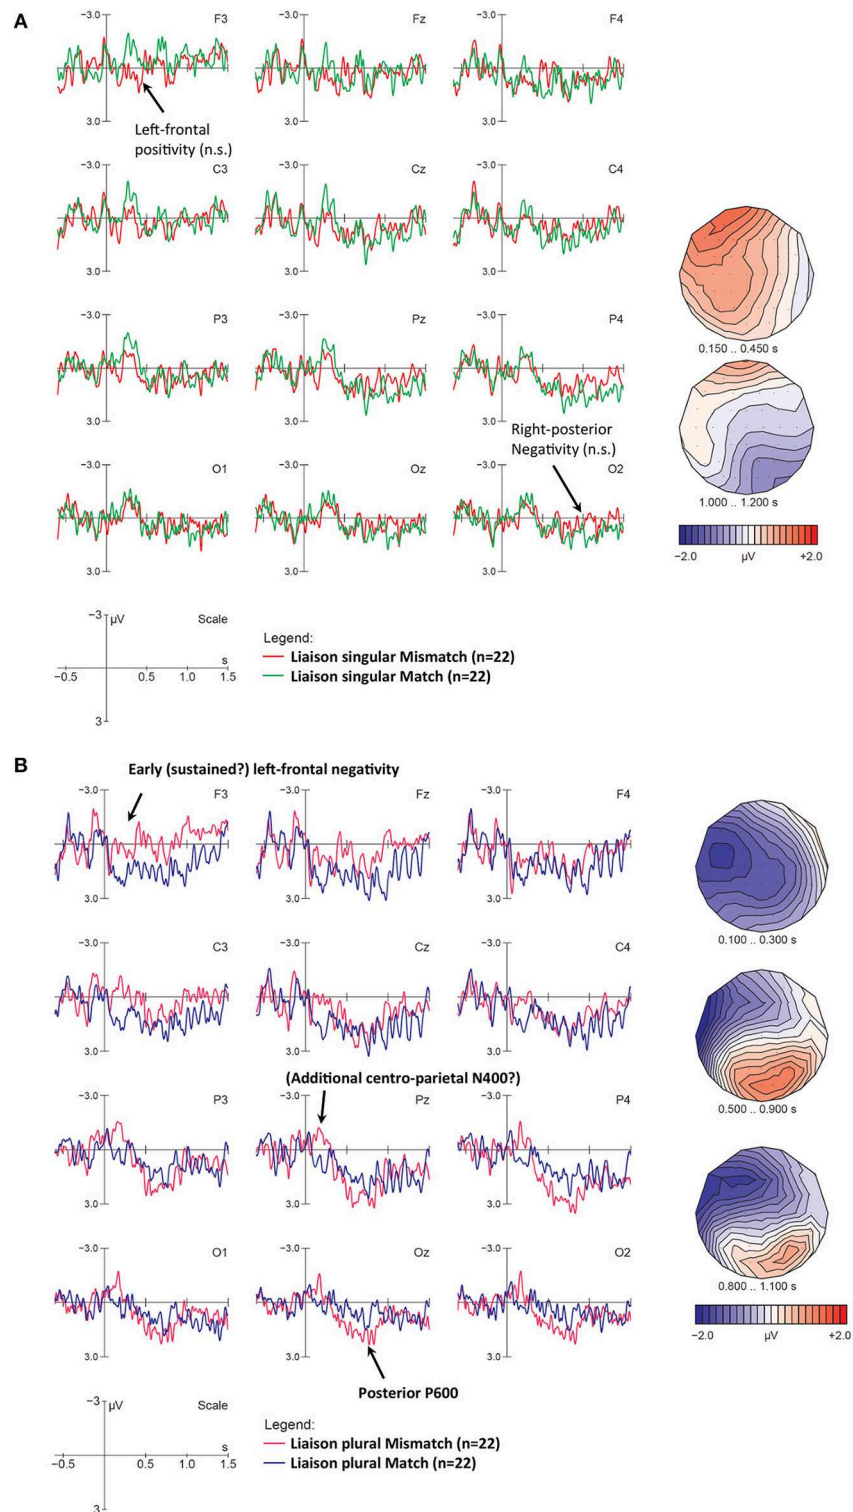 A
−3.0 F3 −3.0 Fz −3.0 F4
3.0 3.0 3.0
Left-frontal
positivity (n.s.)
−3.0 C3 −3.0 Cz −3.0 C4
3.0 3.0 3.0
−3.0 P3 −3.0 Pz −3.0 P4
3.0 3.0 3.0
0.150 .. 0.450 s
Right-posterior
Negativity (n.s.)
−3.0 O1 −3.0 Oz −3.0 O2
3.0 3.0 3.0
1.000 .. 1.200 s
−2.0 µV +2.0
−3 µV Scale
s
−0.5 0.5 1.0 1.5
3
Legend:
Liaison singular Mismatch (n=22)
Liaison singular Match (n=22)
B
Early (sustained?) left-frontal negativity
−3.0 F3 −3.0 Fz −3.0 F4
3.0 3.0 3.0
0.100 .. 0.300 s
−3.0 C3 −3.0 Cz −3.0 C4
3.0 3.0 3.0
0.500 .. 0.900 s
(Additional centro-parietal N400?)
−3.0 P3 −3.0 Pz −3.0 P4
3.0 3.0 3.0
−3.0 O1 −3.0 Oz −3.0 O2
3.0 3.0 3.0
0.800 .. 1.100 s
−2.0 µV +2.0
Posterior P600
−3 µV Scale
s
−0.5 0.5 1.0 1.5
3
Legend:
Liaison plural Mismatch (n=22)
Liaison plural Match (n=22)